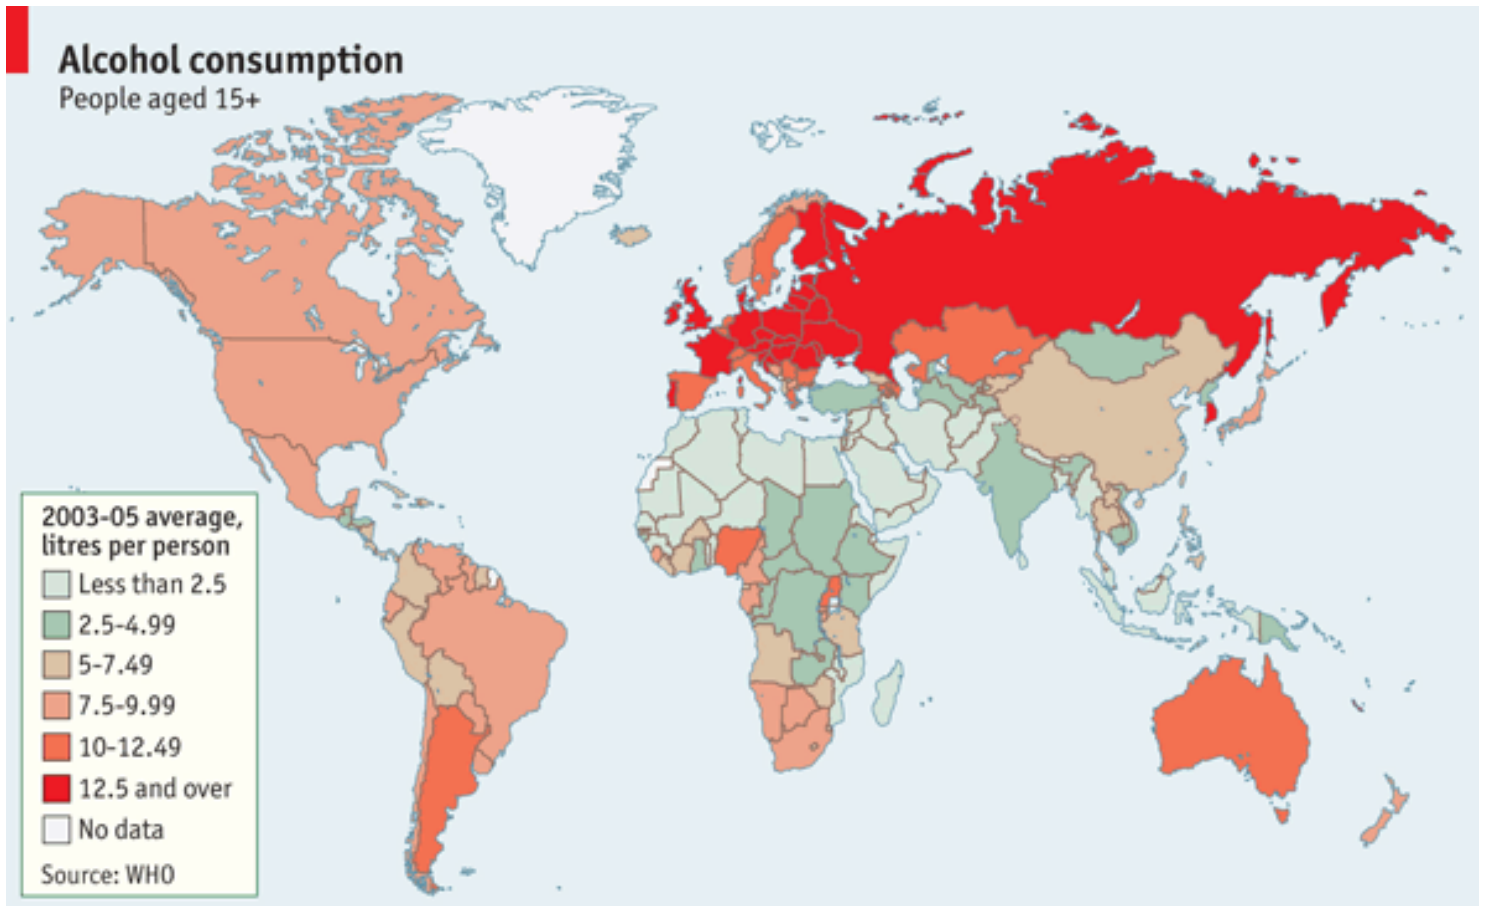 Alcohol consumption
People aged 15+
2003-05 average,
litres per person
Less than 2.5
2.5-4.99
5-7.49
7.5-9.99
10-12.49
12.5 and over
No data
Source: WHO